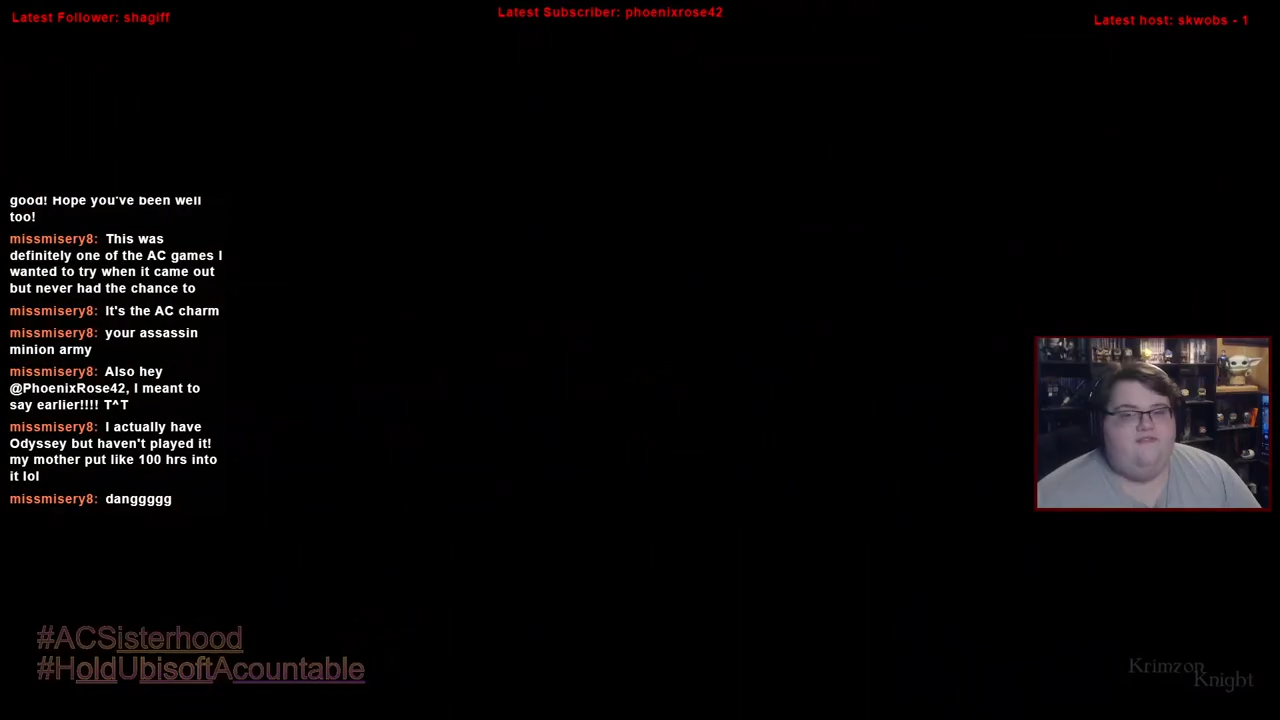 Latest Follower: shagiff
Latest Subscriber: phoenixrose42
Latest host: skwobs - 1
good! Hope you've been well
too!
missmisery8: This was
definitely one of the AC games I
wanted to try when it came out
but never had the chance to
missmisery8: It's the AC charm
missmisery8: your assassin
minion army
missmisery8: Also hey
@PhoenixRose42, I meant to
say earlier!!!! T^T
missmisery8: I actually have
Odyssey but haven't played it!
my mother put like 100 hrs into
it lol
missmisery8: danggggg
#ACSisterhood
#HoldUbisoftAcountable
Krimzon
Knight